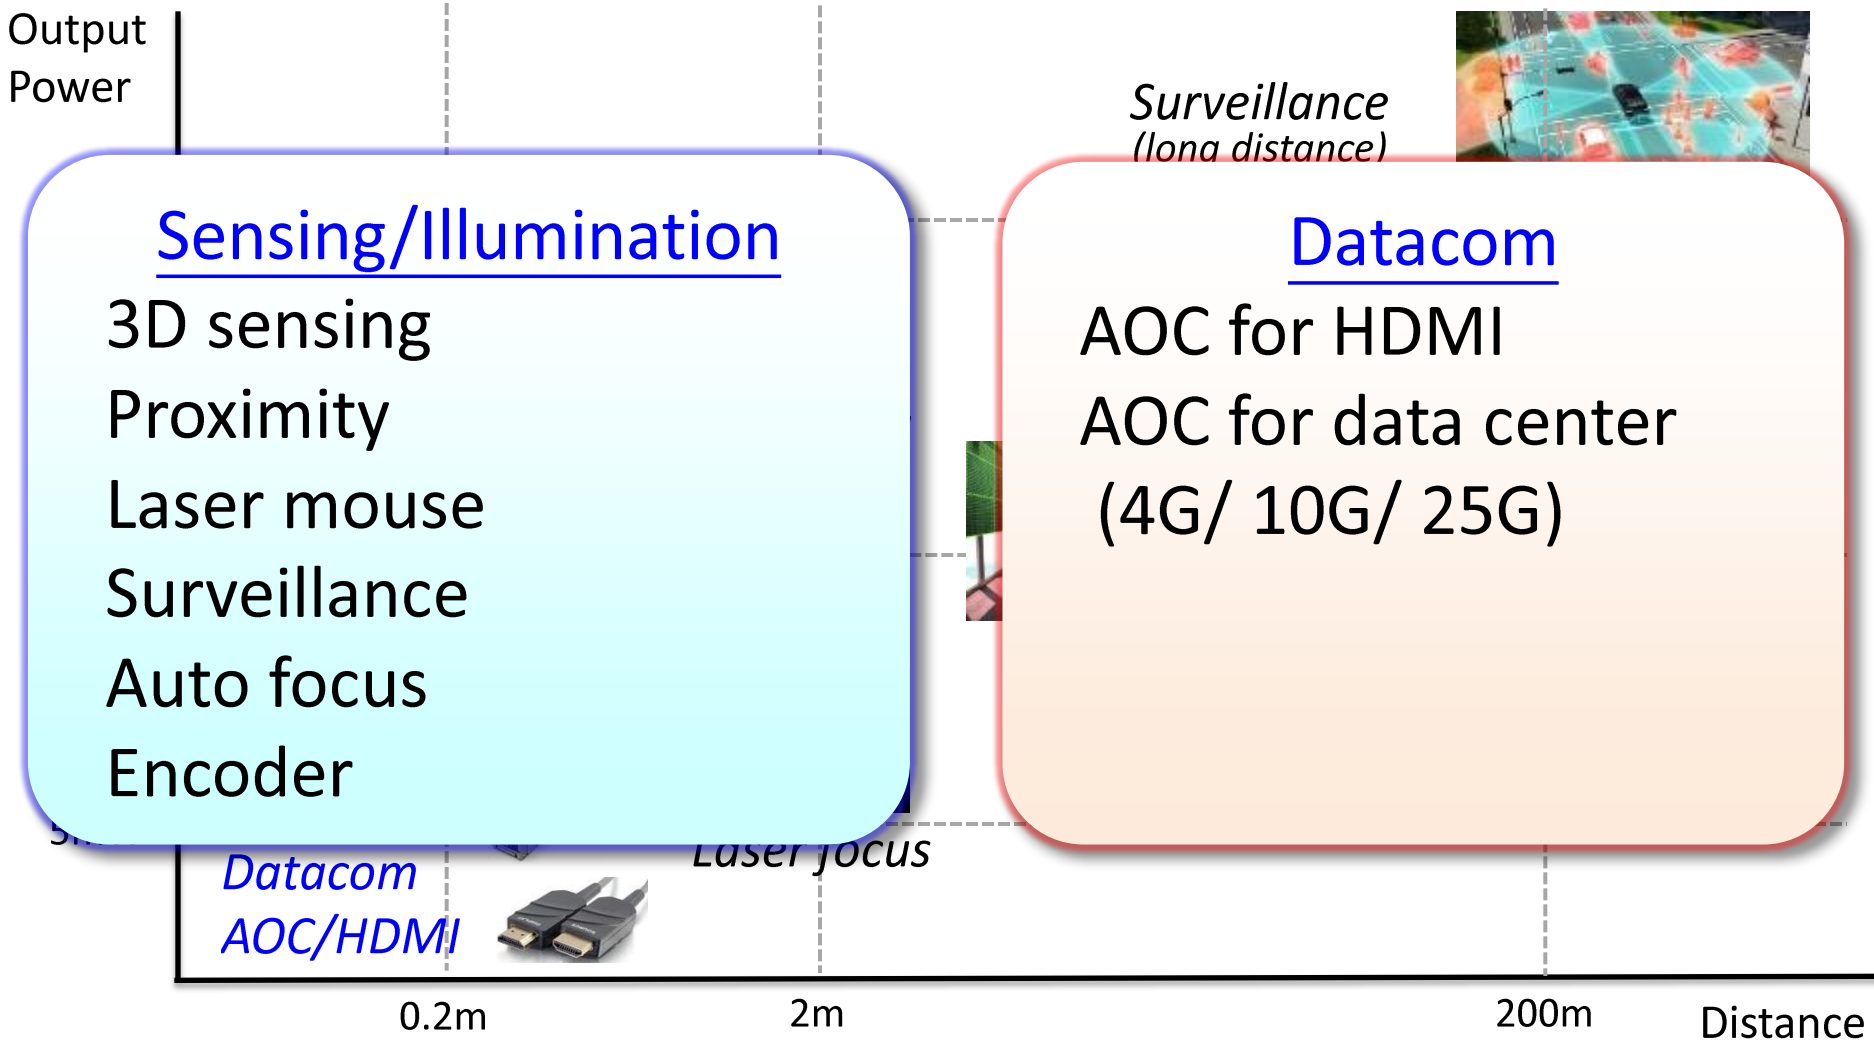 Output
Power
Surveillance
(long distance)
Sensing/Illumination
3D sensing
Proximity
Laser mouse
Surveillance
Auto focus
Encoder
Datacom
AOC for HDMI
AOC for data center
(4G/ 10G/ 25G)
Laser focus
Datacom
AOC/HDMI
0.2m
2m
200m
Distance